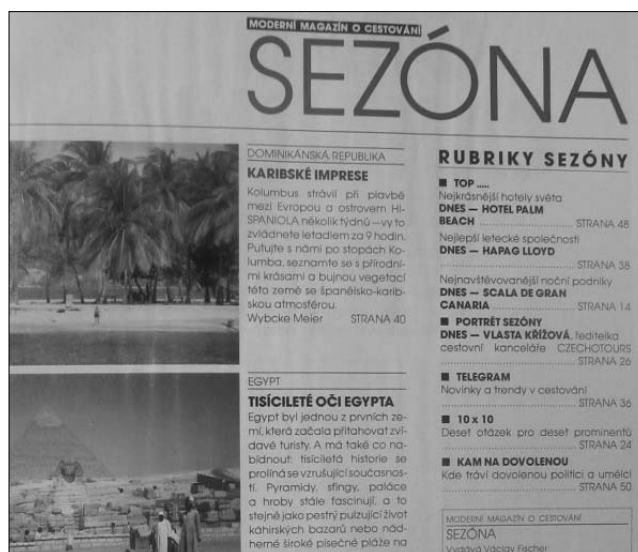 MODERNÍ MAGAZÍN O CESTOVÁNÍ
SEZÓNA
DOMINIKÁNSKÁ REPUBLIKA
KARIBSKÉ IMPRESE
Kolumbus strávil při plavbě
mezi Evropou a ostrovem HI-
SPANIOLA několik týdnů — vy to
zvládnete letadlem za 9 hodin.
Putujte s námi po stopách Ko-
lumba, seznamte se s přírodní-
mi krásami a bujnou vegetací
této země se španělsko-karib-
skou atmosférou.
Wybcke Meier STRANA 40
EGYPT
TISÍCILETÉ OČI EGYPTA
Egypt byl jednou z prvních ze-
mí, která začala přitahovat zví-
davé turisty. A má také co na-
bídnout: tisíciletá historie se
prolíná se vzrušující současnos-
tí. Pyramidy, sfingy, paláce
a hroby stále fascinují, a to
stejně jako pestrý pulzující život
káhirských bazarů nebo nád-
herné široké písečné pláže na
RUBRIKY SEZÓNY
■ TOP .....
Nejkrásnější hotely světa
DNES — HOTEL PALM
BEACH ............ STRANA 48
Nejlepší letecké společnosti
DNES — HAPAG LLOYD
............ STRANA 38
Nejnavštěvovanější noční podniky
DNES — SCALA DE GRAN
CANARIA ............ STRANA 14
■ PORTRÉT SEZÓNY
DNES — VLASTA KŘÍŽOVÁ, ředitelka
cestovní kanceláře CZECHOTOURS
............ STRANA 26
■ TELEGRAM
Novinky a trendy v cestování
............ STRANA 36
■ 10 x 10
Deset otázek pro deset prominentů
............ STRANA 24
■ KAM NA DOVOLENOU
Kde tráví dovolenou politici a umělci
............ STRANA 50
MODERNÍ MAGAZÍN O CESTOVÁNÍ
SEZÓNA
Vydává Václav Fischer